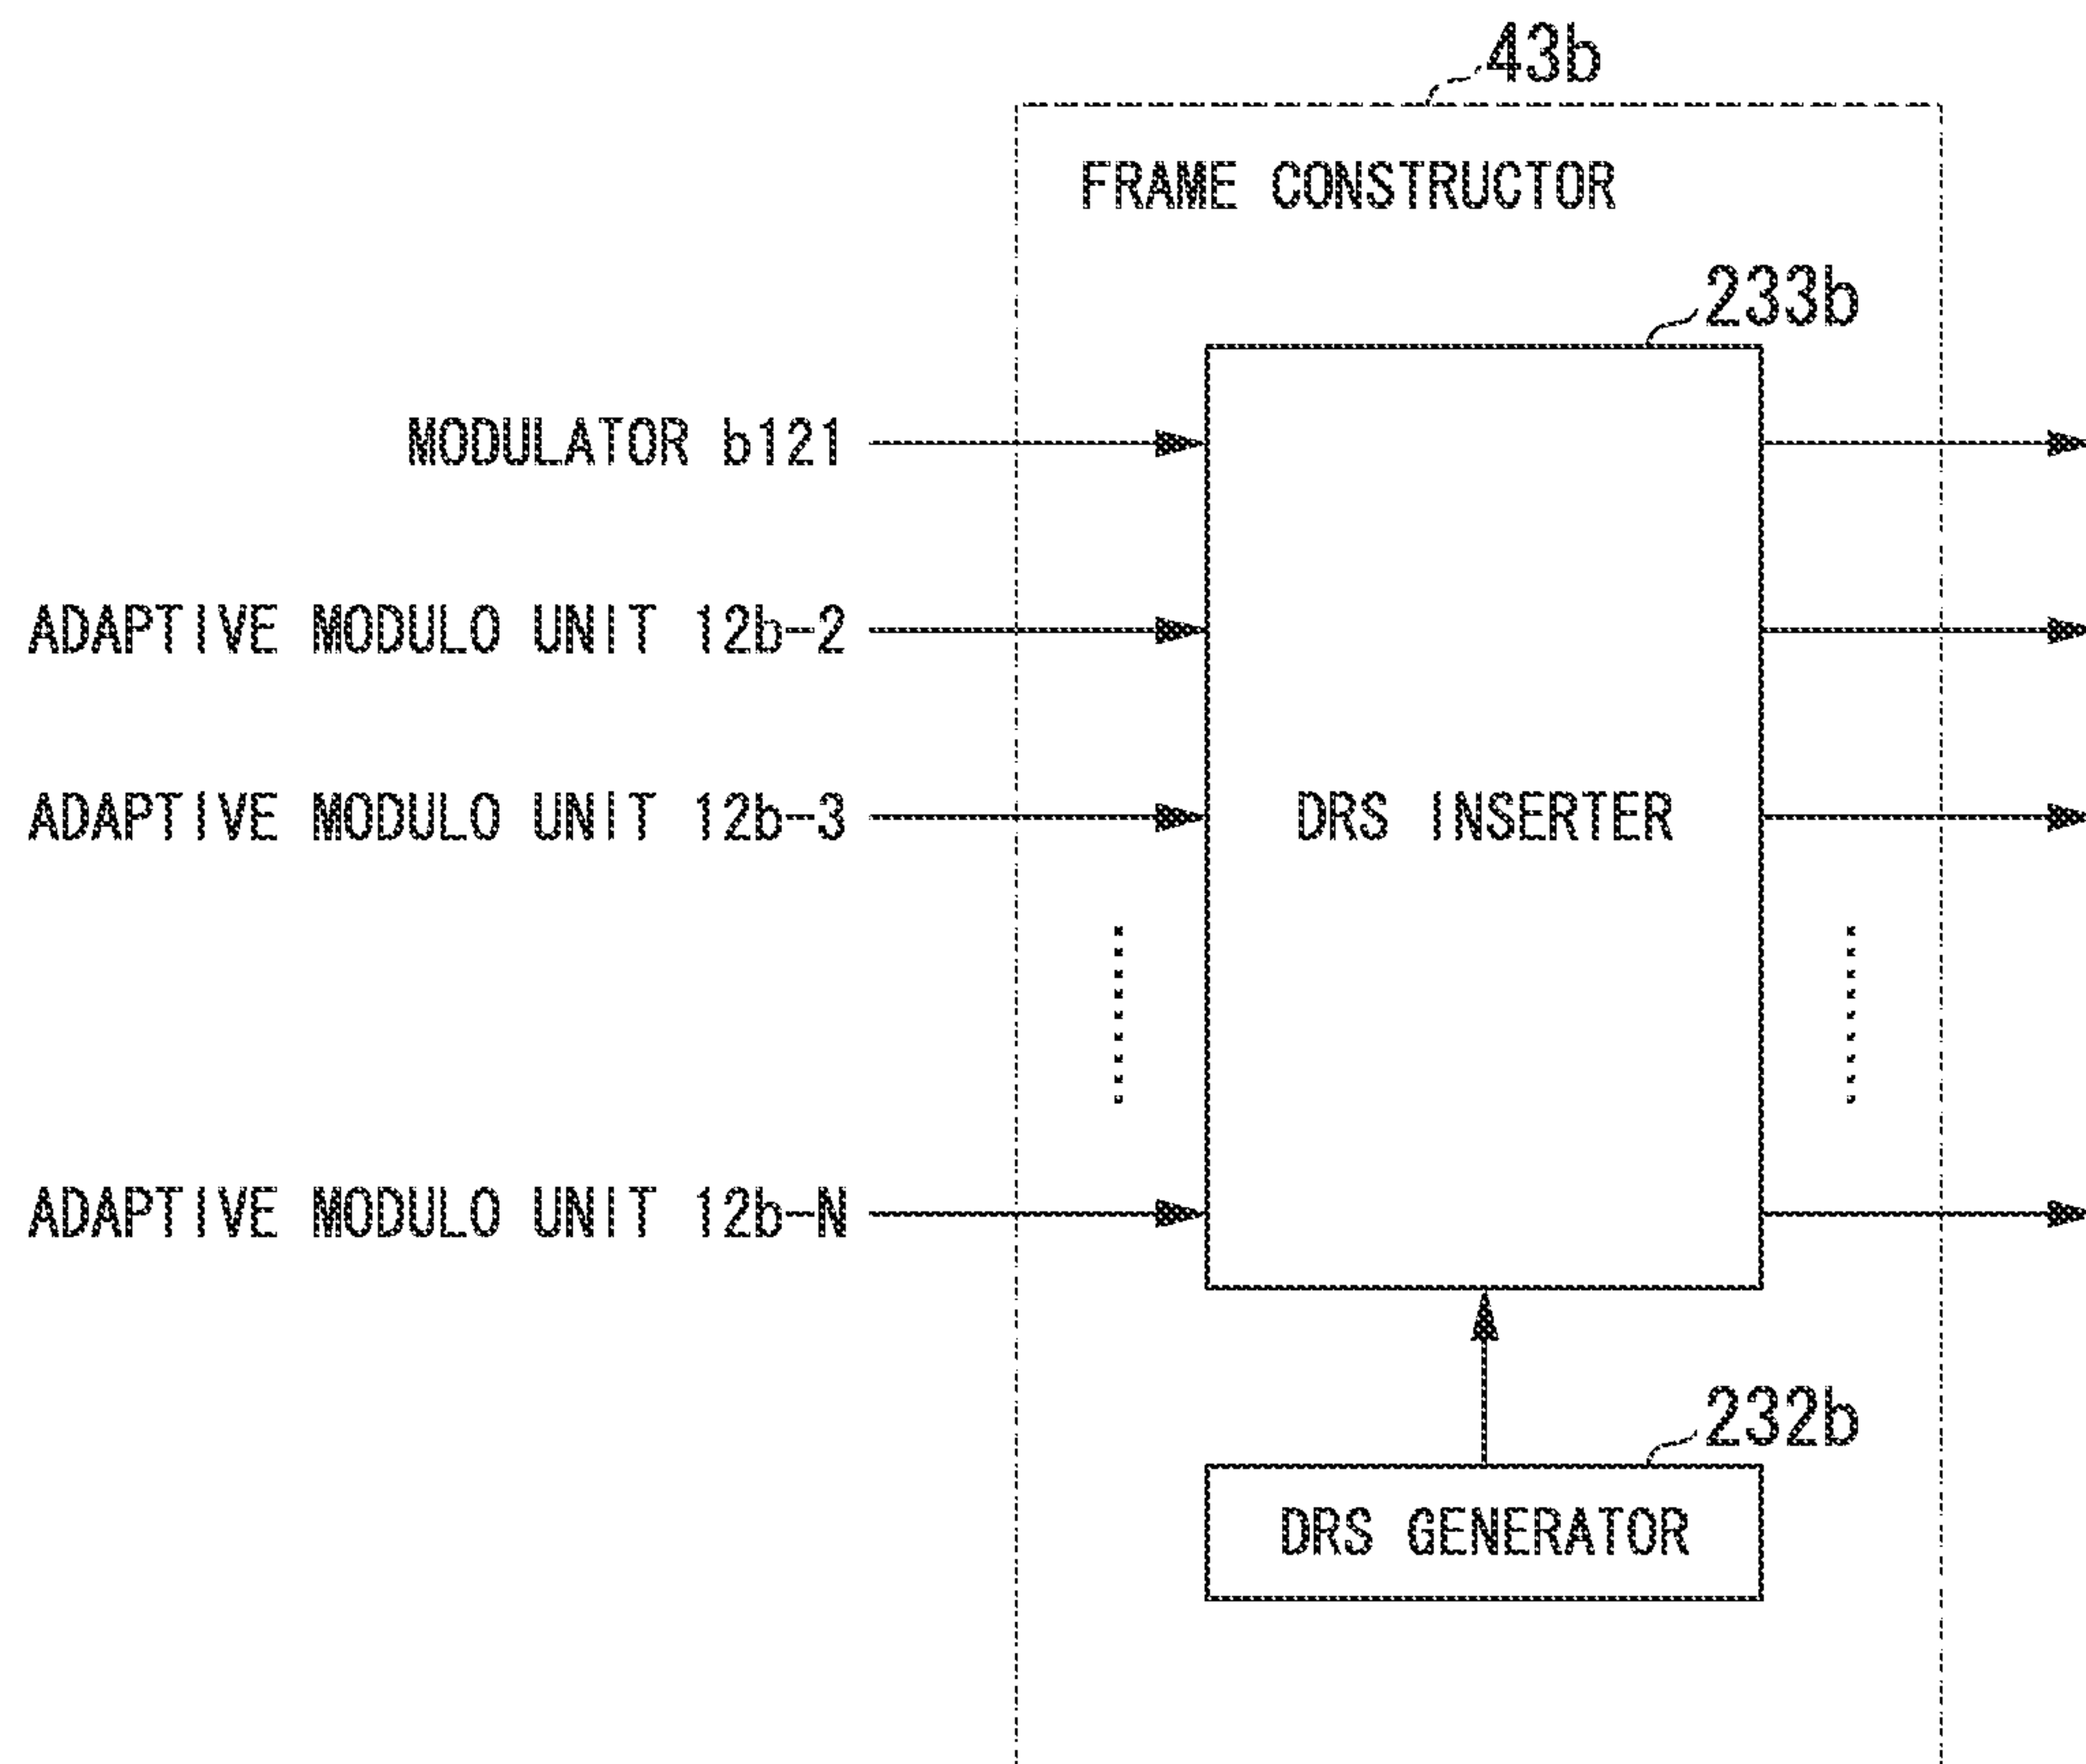 43b
FRAME CONSTRUCTOR
233b
MODULATOR b121
ADAPTIVE MODULO UNIT 12b-2
ADAPTIVE MODULO UNIT 12b-3
DRS INSERTER
ADAPTIVE MODULO UNIT 12b-N
232b
DRS GENERATOR